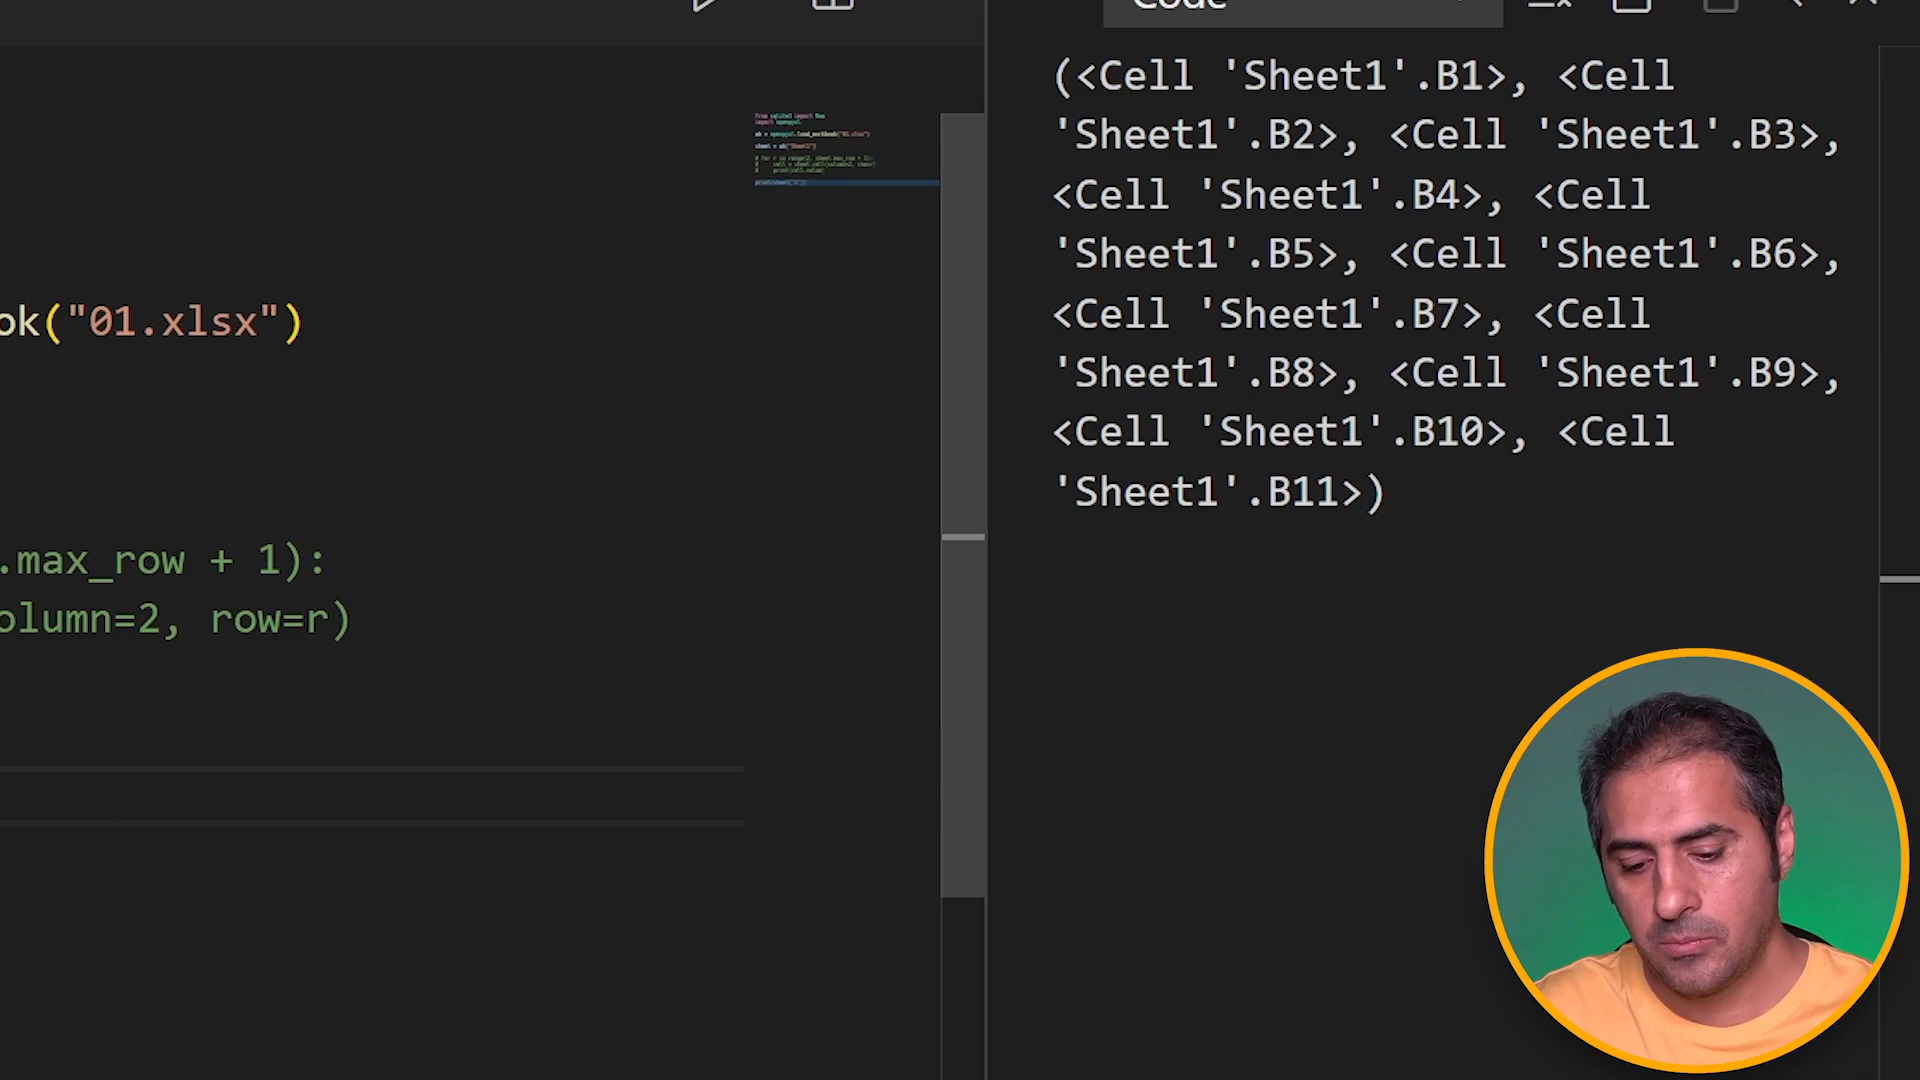 Code
ok("01.xlsx")
.max_row + 1):
olumn=2, row=r)
(<Cell 'Sheet1'.B1>, <Cell
'Sheet1'.B2>, <Cell 'Sheet1'.B3>,
<Cell 'Sheet1'.B4>, <Cell
'Sheet1'.B5>, <Cell 'Sheet1'.B6>,
<Cell 'Sheet1'.B7>, <Cell
'Sheet1'.B8>, <Cell 'Sheet1'.B9>,
<Cell 'Sheet1'.B10>, <Cell
'Sheet1'.B11>)